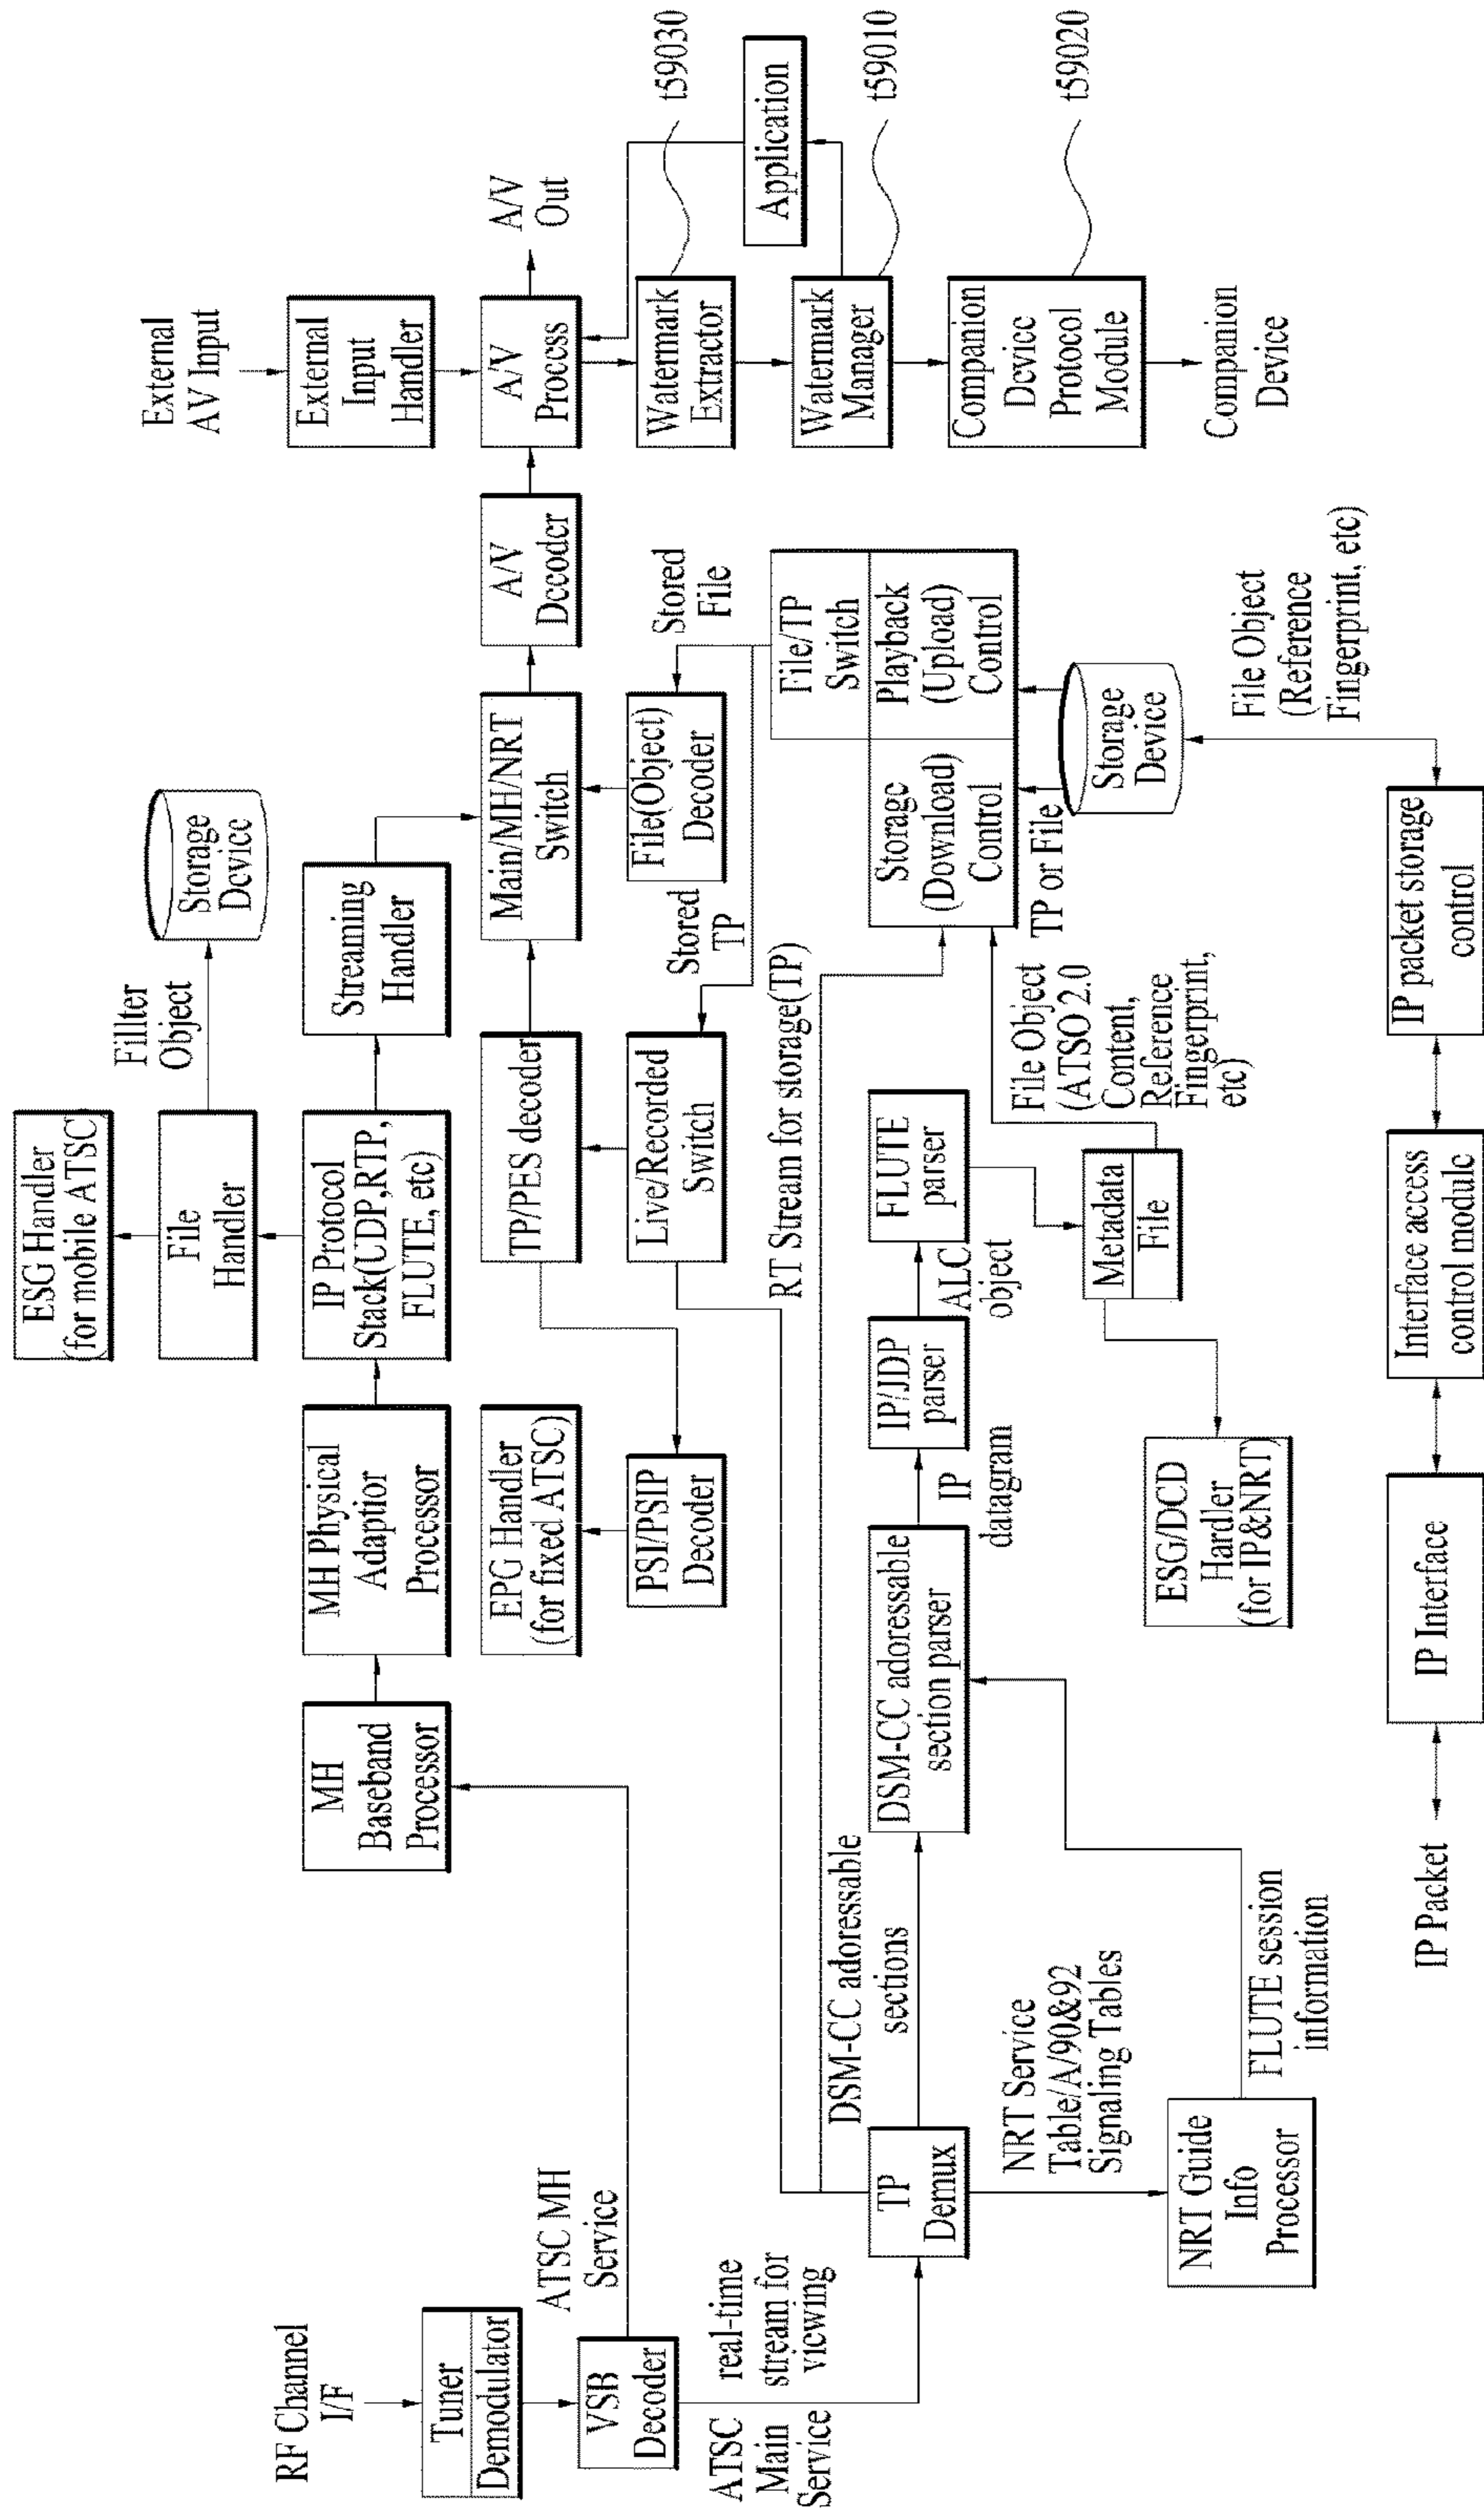 RF Channel
I/F
Tuner
Demodulator
VSB
Decoder
ATSC MH
Service
ATSC
Main
Service
real-time
stream for
viewing
MH
Baseband
Processor
MH Physical
Adaptior
Processor
IP Protocol
Stack(UDP,RTP,
FLUTE, etc)
File
Handler
ESG Handler
(for mobile ATSC)
Fillter
Object
Storage
Device
Streaming
Handler
EPG Handler
(for fixed ATSC)
PSI/PSIP
Decoder
TP/PES decoder
Live/Recorded
Switch
Main/MH/NRT
Switch
File(Object)
Decoder
Stored
TP
Stored
File
A/V
Decoder
External
AV Input
External
Input
Handler
A/V
Process
A/V
Out
Watermark
Extractor
t59030
Application
Watermark
Manager
t59010
Companion
Device
Protocol
Module
t59020
Companion
Device
TP
Demux
DSM-CC adoressable
sections
NRT Service
Table/A/90&92
Signaling Tables
NRT Guide
Info
Processor
FLUTE session
information
DSM-CC adoressable
section parser
IP
datagram
IP/JDP
parser
ALC
object
FLUTE
parser
Metadata
File
ESG/DCD
Hardler
(for IP&NRT)
RT Stream for storage(TP)
File Object
(ATSO 2.0
Content,
Reference
Fingerprint,
etc)
File/TP
Switch
Storage
(Download)
Control
Playback
(Upload)
Control
TP or File
Storage
Device
File Object
(Reference
Fingerprint, etc)
IP Packet
IP Interface
Interface access
control module
IP packet storage
control